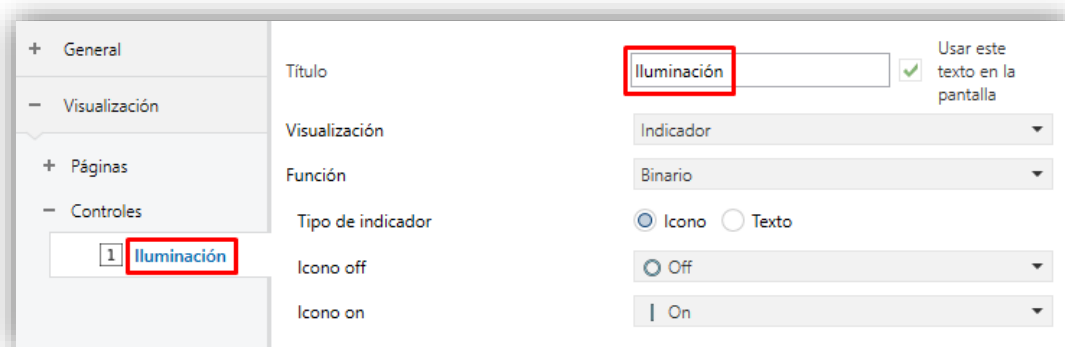 + General
− Visualización
+ Páginas
− Controles
1 Iluminación
Título
Iluminación
Usar este
texto en la
pantalla
Visualización
Indicador
Función
Binario
Tipo de indicador
Icono
Texto
Icono off
Off
Icono on
On